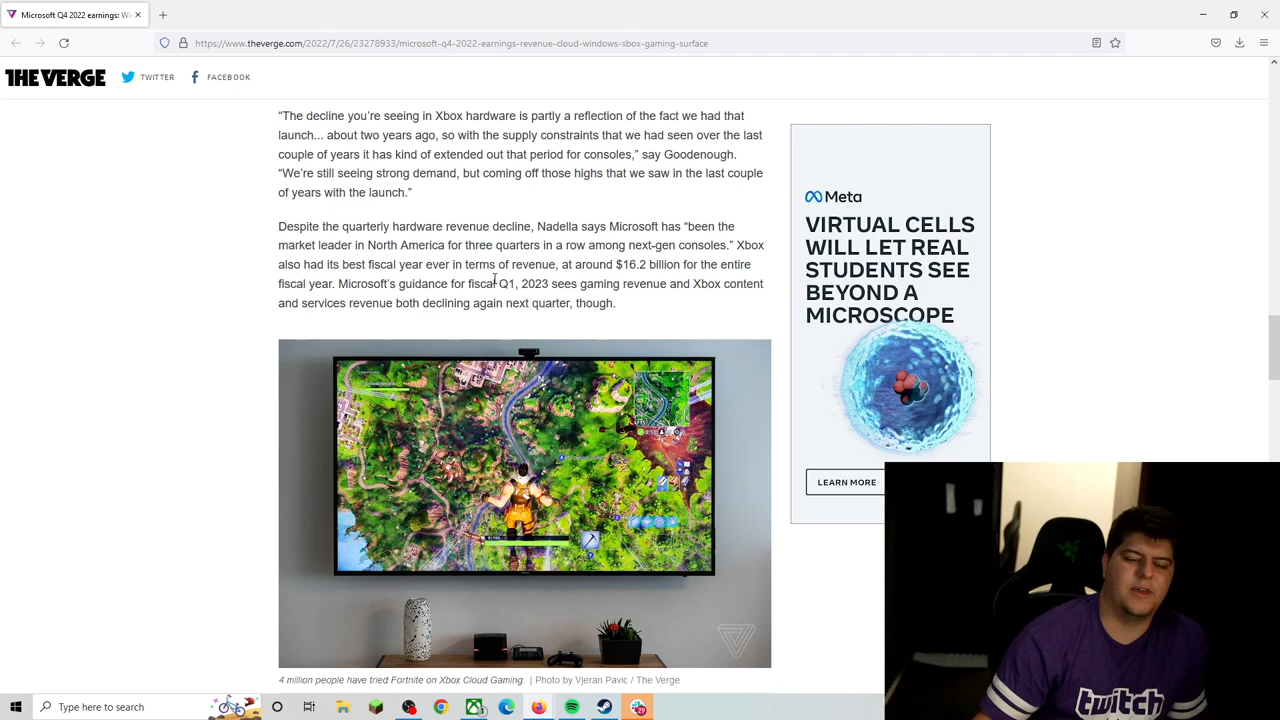 Microsoft Q4 2022 earnings: Wi
https://www.theverge.com/2022/7/26/23278933/microsoft-q4-2022-earnings-revenue-cloud-windows-xbox-gaming-surface
THE VERGE
TWITTER
FACEBOOK
“The decline you’re seeing in Xbox hardware is partly a reflection of the fact we had that
launch... about two years ago, so with the supply constraints that we had seen over the last
couple of years it has kind of extended out that period for consoles,” say Goodenough.
“We’re still seeing strong demand, but coming off those highs that we saw in the last couple
of years with the launch.”
Despite the quarterly hardware revenue decline, Nadella says Microsoft has “been the
market leader in North America for three quarters in a row among next-gen consoles.” Xbox
also had its best fiscal year ever in terms of revenue, at around $16.2 billion for the entire
fiscal year. Microsoft’s guidance for fiscal Q1, 2023 sees gaming revenue and Xbox content
and services revenue both declining again next quarter, though.
4 million people have tried Fortnite on Xbox Cloud Gaming. | Photo by Vjeran Pavic / The Verge
Meta
VIRTUAL CELLS
WILL LET REAL
STUDENTS SEE
BEYOND A
MICROSCOPE
LEARN MORE
twitch
Type here to search